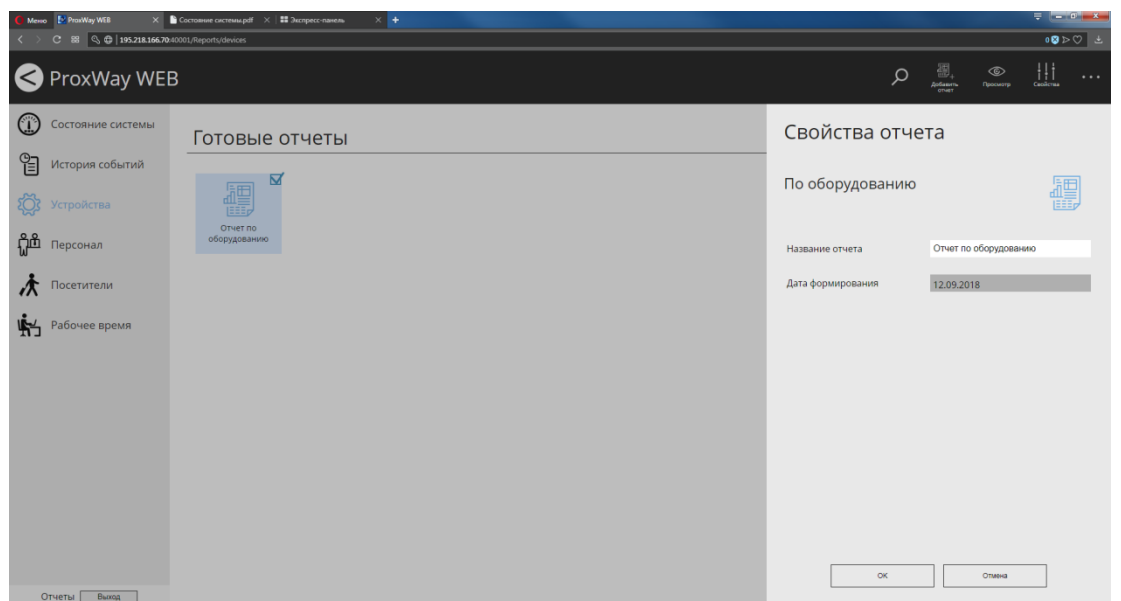 Меню
ProxWay WEB
Состояние системы.pdf
Экспресс-панель
195.218.166.70:40001/Reports/devices
0
ProxWay WEB
Добавить
отчет
Просмотр
Свойства
Состояние системы
История событий
Устройства
Персонал
Посетители
Рабочее время
Готовые отчеты
Отчет по
оборудованию
Свойства отчета
По оборудованию
Название отчета
Отчет по оборудованию
Дата формирования
12.09.2018
OK
Отмена
Отчеты
Выход